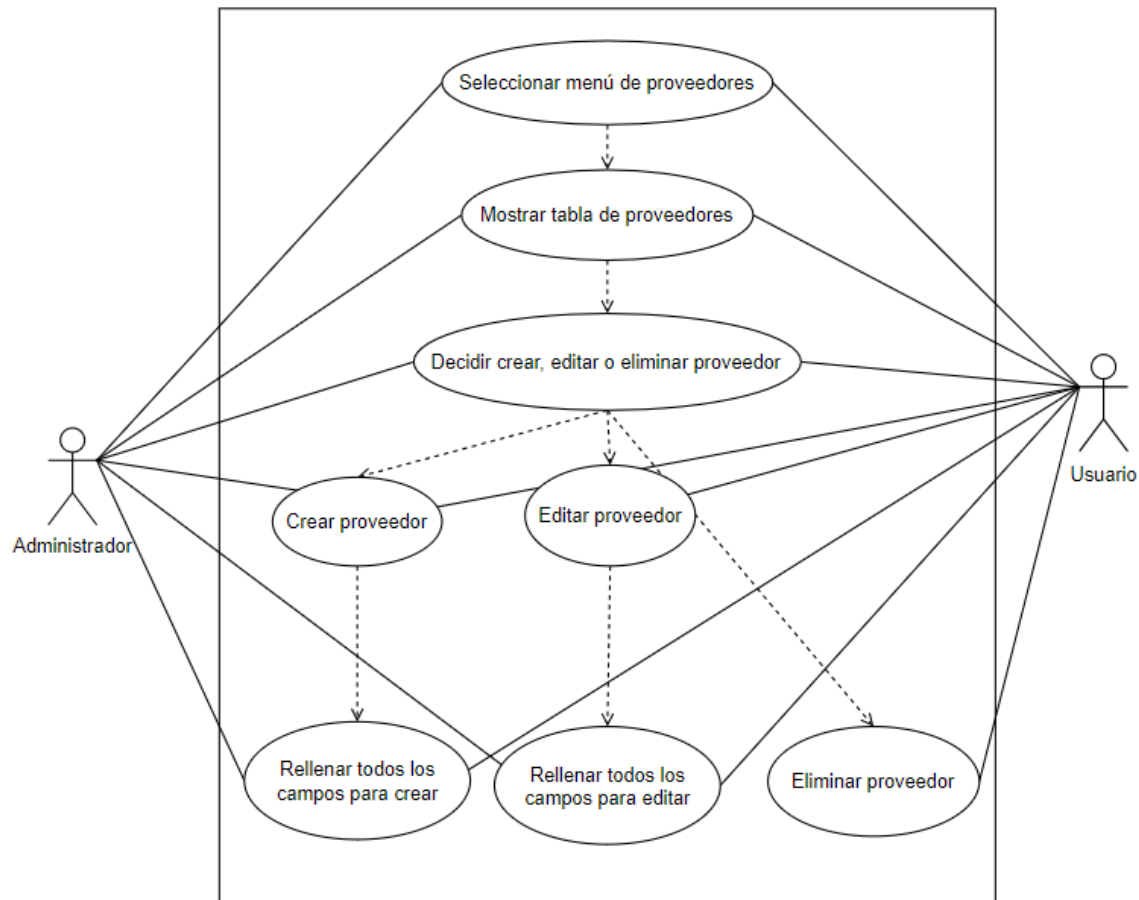 Seleccionar menú de proveedores
Mostrar tabla de proveedores
Decidir crear, editar o eliminar proveedor
Usuario
Crear proveedor
Editar proveedor
Administrador
Rellenar todos los
campos para crear
Rellenar todos los
campos para editar
Eliminar proveedor